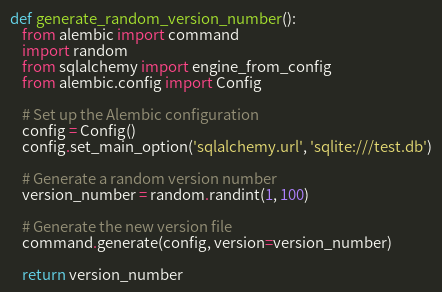 def generate_random_version_number():
from alembic import command
import random
from sqlalchemy import engine_from_config
from alembic.config import Config
# Set up the Alembic configuration
config = Config()
config.set_main_option('sqlalchemy.url', 'sqlite:///test.db')
# Generate a random version number
version_number = random.randint(1, 100)
# Generate the new version file
command.generate(config, version=version_number)
return version_number